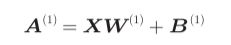 A⁽¹⁾ = XW⁽¹⁾ + B⁽¹⁾